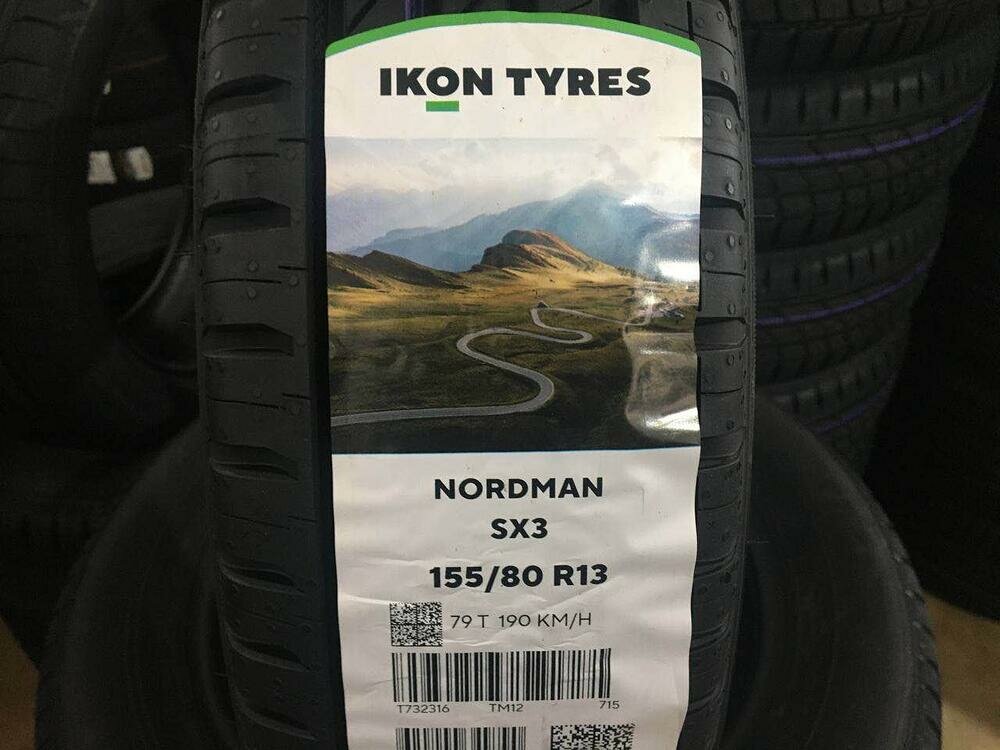 IKON TYRES
NORDMAN
SX3
155/80 R13
79 T 190 KM/H
T732316 TM12 715